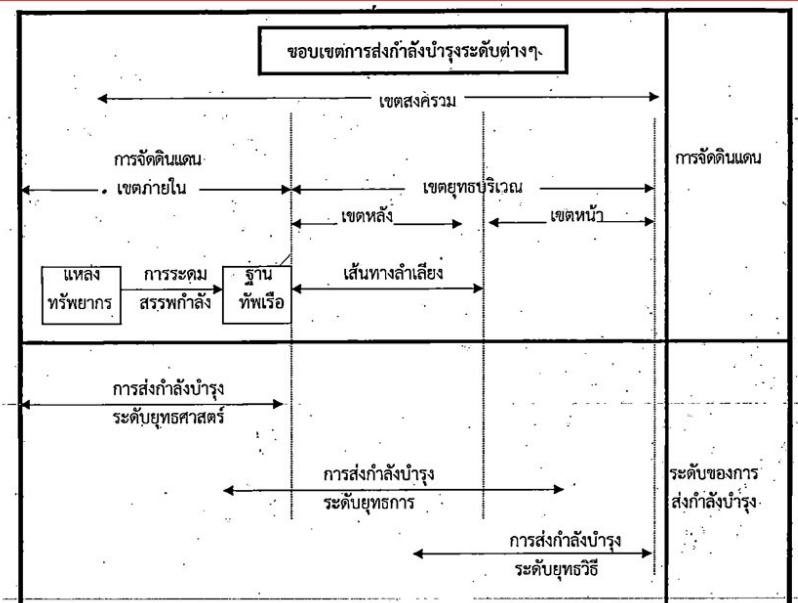 ขอบเขตการส่งกำลังบำรุงระดับต่างๆ
เขตสงครวม
การจัดดินแดน
การจัดดินแดน
เขตภายใน
เขตยุทธบริเวณ
เขตหลัง
เขตหน้า
แหล่ง
ทรัพยากร
การระดม
สรรพกำลัง
ฐาน
ทัพเรือ
เส้นทางลำเลียง
การส่งกำลังบำรุง
ระดับยุทธศาสตร์
การส่งกำลังบำรุง
ระดับยุทธการ
ระดับของการ
ส่งกำลังบำรุง
การส่งกำลังบำรุง
ระดับยุทธวิธี